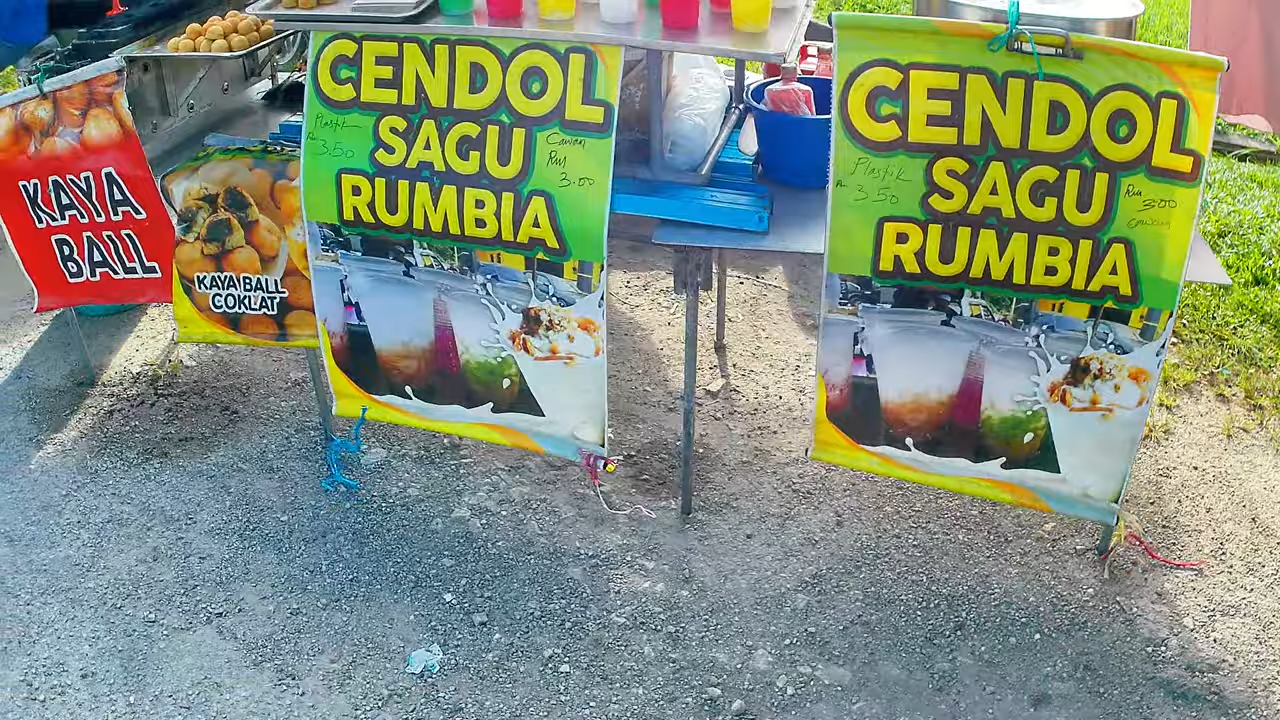 KAYA
BALL
KAYA BALL
COKLAT
CENDOL
SAGU
RUMBIA
Plastik
Rm 3.50
Cawan
Rm
3.00
CENDOL
SAGU
RUMBIA
Plastik
Rm 3.50
Rm
3.00
Cawan